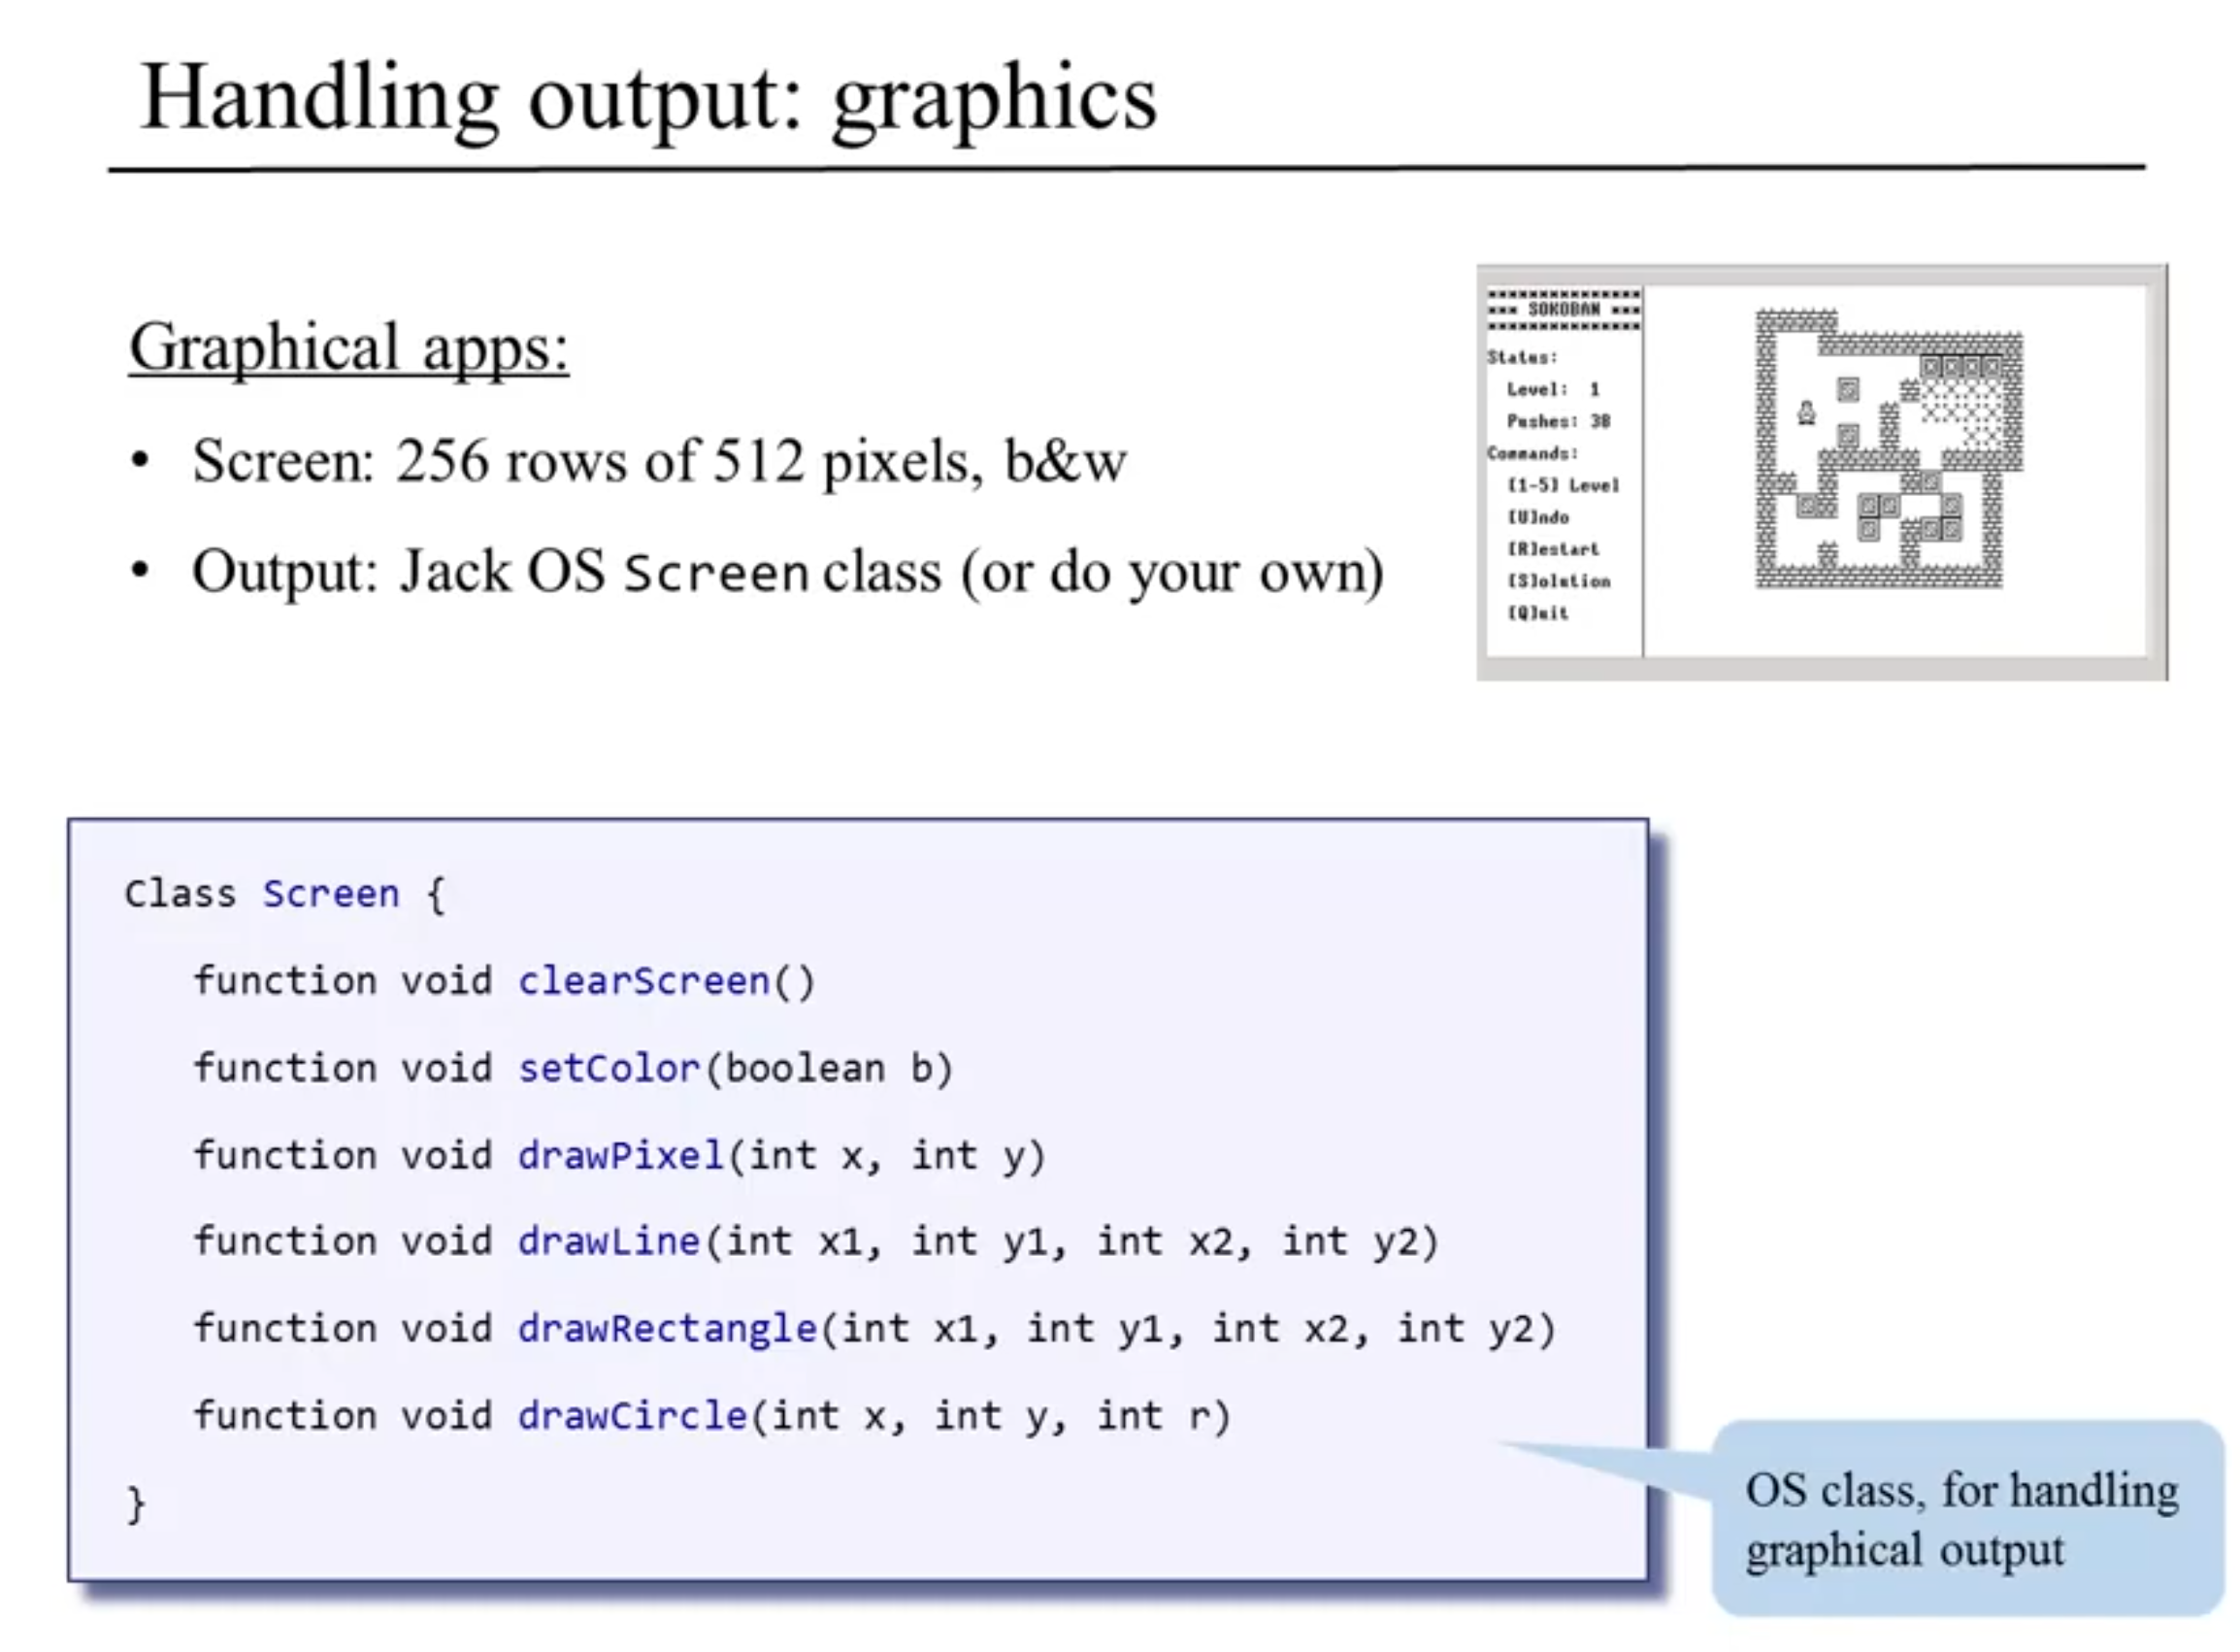 Handling output: graphics
Graphical apps:
• Screen: 256 rows of 512 pixels, b&w
• Output: Jack OS Screen class (or do your own)
SOKOBAN
Status:
Level: 1
Pushes: 38
Commands:
[1-5] Level
[U]ndo
[R]estart
[S]olution
[Q]uit
Class Screen {
function void clearScreen()
function void setColor(boolean b)
function void drawPixel(int x, int y)
function void drawLine(int x1, int y1, int x2, int y2)
function void drawRectangle(int x1, int y1, int x2, int y2)
function void drawCircle(int x, int y, int r)
}
OS class, for handling
graphical output